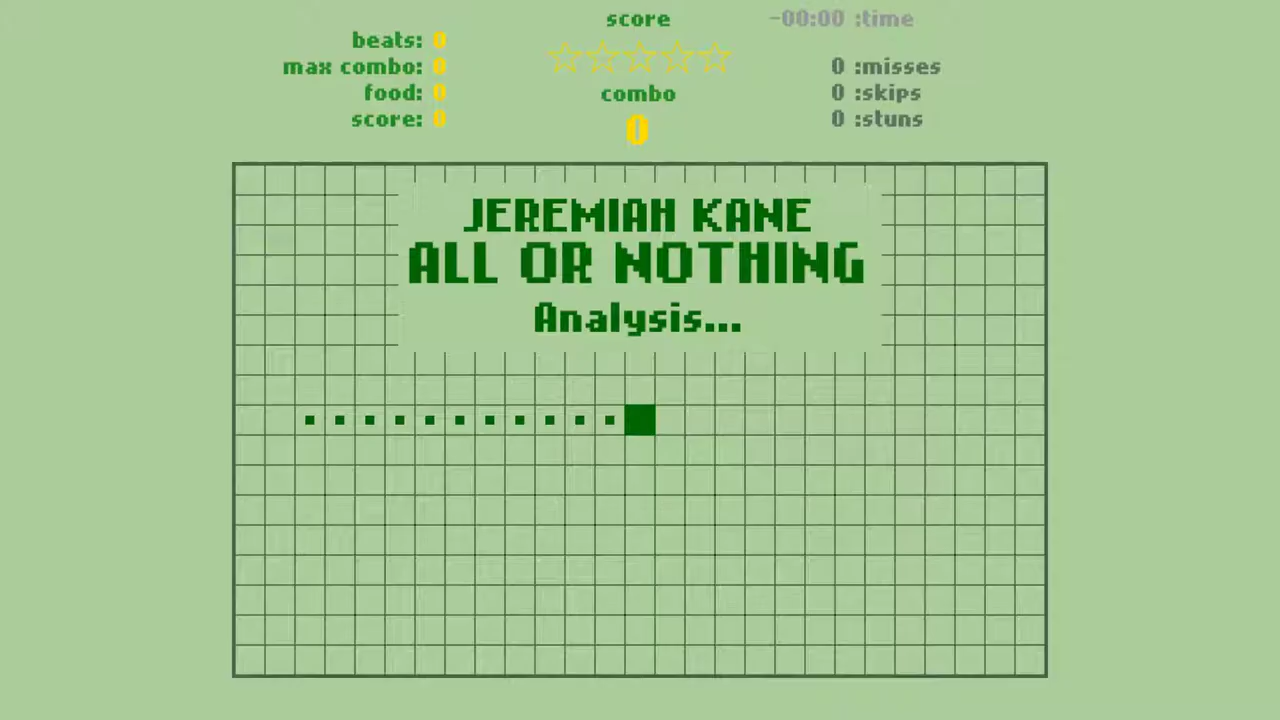 beats: 0
max combo: 0
food: 0
score: 0
score
combo
0
-00:00 :time
0 :misses
0 :skips
0 :stuns
JEREMIAH KANE
ALL OR NOTHING
Analysis...